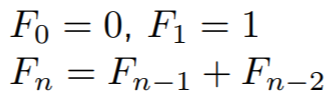 F₀ = 0, F₁ = 1
Fₙ = Fₙ₋₁ + Fₙ₋₂